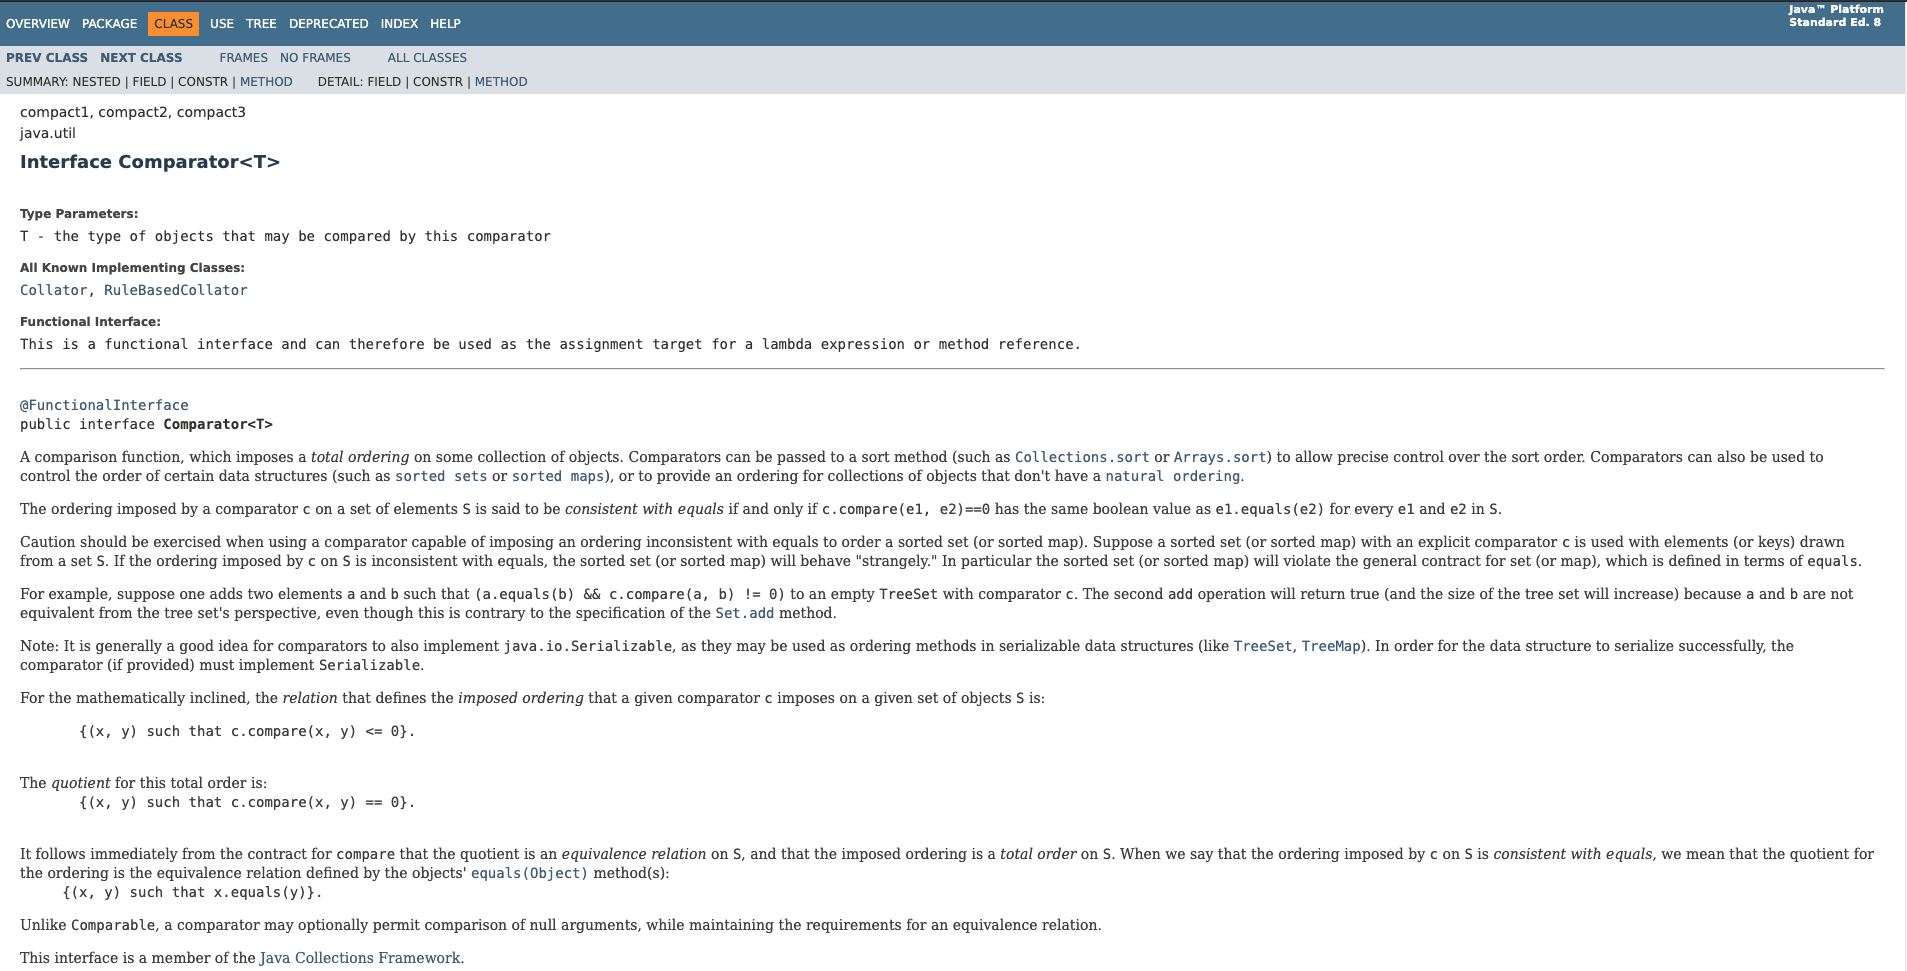 OVERVIEW PACKAGE CLASS USE TREE DEPRECATED INDEX HELP
Java™ Platform
Standard Ed. 8
PREV CLASS NEXT CLASS FRAMES NO FRAMES ALL CLASSES
SUMMARY: NESTED | FIELD | CONSTR | METHOD DETAIL: FIELD | CONSTR | METHOD
compact1, compact2, compact3
java.util
Interface Comparator<T>
Type Parameters:
T - the type of objects that may be compared by this comparator
All Known Implementing Classes:
Collator, RuleBasedCollator
Functional Interface:
This is a functional interface and can therefore be used as the assignment target for a lambda expression or method reference.
@FunctionalInterface
public interface Comparator<T>
A comparison function, which imposes a total ordering on some collection of objects. Comparators can be passed to a sort method (such as Collections.sort or Arrays.sort) to allow precise control over the sort order. Comparators can also be used to
control the order of certain data structures (such as sorted sets or sorted maps), or to provide an ordering for collections of objects that don't have a natural ordering.
The ordering imposed by a comparator c on a set of elements S is said to be consistent with equals if and only if c.compare(e1, e2)==0 has the same boolean value as e1.equals(e2) for every e1 and e2 in S.
Caution should be exercised when using a comparator capable of imposing an ordering inconsistent with equals to order a sorted set (or sorted map). Suppose a sorted set (or sorted map) with an explicit comparator c is used with elements (or keys) drawn
from a set S. If the ordering imposed by c on S is inconsistent with equals, the sorted set (or sorted map) will behave "strangely." In particular the sorted set (or sorted map) will violate the general contract for set (or map), which is defined in terms of equals.
For example, suppose one adds two elements a and b such that (a.equals(b) && c.compare(a, b) != 0) to an empty TreeSet with comparator c. The second add operation will return true (and the size of the tree set will increase) because a and b are not
equivalent from the tree set's perspective, even though this is contrary to the specification of the Set.add method.
Note: It is generally a good idea for comparators to also implement java.io.Serializable, as they may be used as ordering methods in serializable data structures (like TreeSet, TreeMap). In order for the data structure to serialize successfully, the
comparator (if provided) must implement Serializable.
For the mathematically inclined, the relation that defines the imposed ordering that a given comparator c imposes on a given set of objects S is:
{(x, y) such that c.compare(x, y) <= 0}.
The quotient for this total order is:
{(x, y) such that c.compare(x, y) == 0}.
It follows immediately from the contract for compare that the quotient is an equivalence relation on S, and that the imposed ordering is a total order on S. When we say that the ordering imposed by c on S is consistent with equals, we mean that the quotient for
the ordering is the equivalence relation defined by the objects' equals(Object) method(s):
{(x, y) such that x.equals(y)}.
Unlike Comparable, a comparator may optionally permit comparison of null arguments, while maintaining the requirements for an equivalence relation.
This interface is a member of the Java Collections Framework.